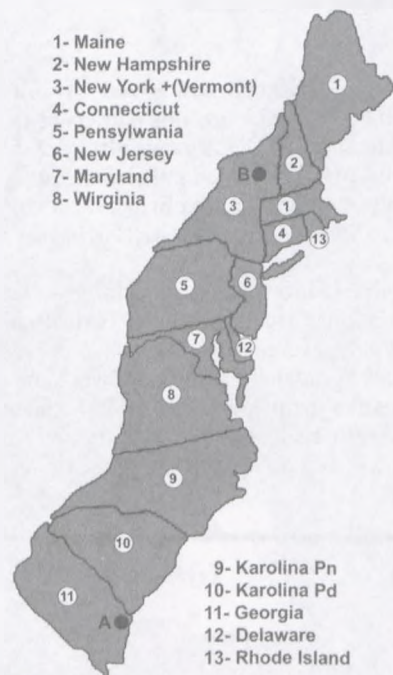 1- Maine
2- New Hampshire
3- New York +(Vermont)
4- Connecticut
5- Pensylwania
6- New Jersey
7- Maryland
8- Wirginia
1
2
B
3
1
4
13
5
6
7
12
8
9
10
11
A
9- Karolina Pn
10- Karolina Pd
11- Georgia
12- Delaware
13- Rhode Island